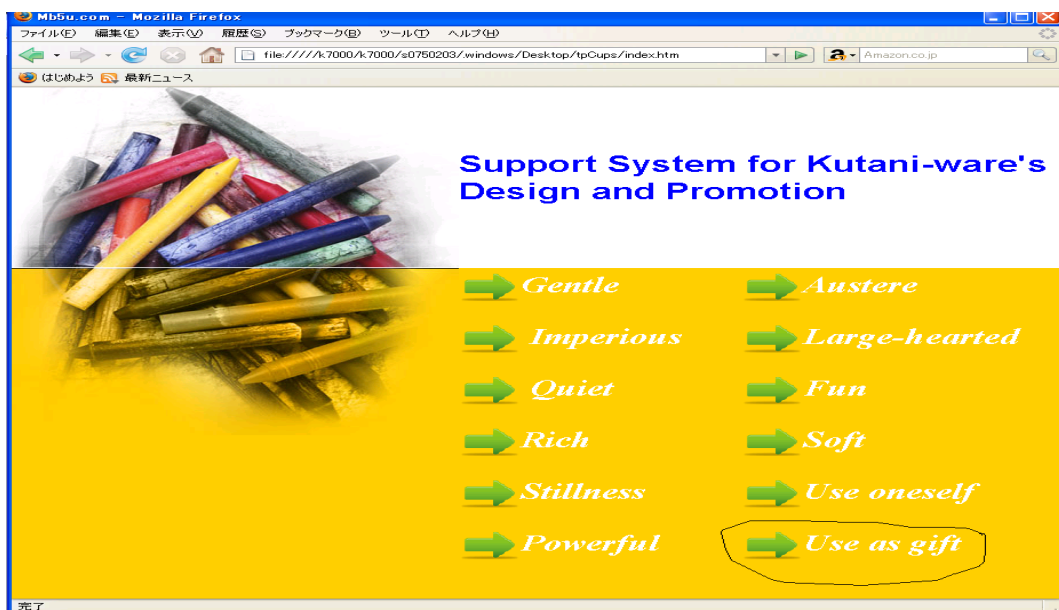 Mb5u.com - Mozilla Firefox
ファイル(F) 編集(E) 表示(V) 履歴(S) ブックマーク(B) ツール(T) ヘルプ(H)
file://///k7000/k7000/s0750203/.windows/Desktop/tpCups/index.htm
Amazon.co.jp
はじめよう 最新ニュース
Support System for Kutani-ware's
Design and Promotion
Gentle Austere
Imperious Large-hearted
Quiet Fun
Rich Soft
Stillness Use oneself
Powerful Use as gift
完了